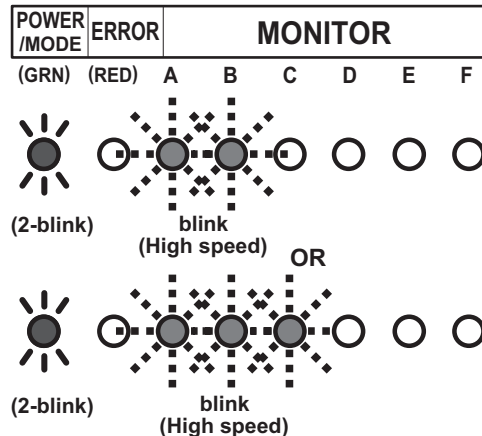 POWER /MODE ERROR MONITOR
(GRN) (RED) A B C D E F
(2-blink) blink
(High speed)
OR
(2-blink) blink
(High speed)